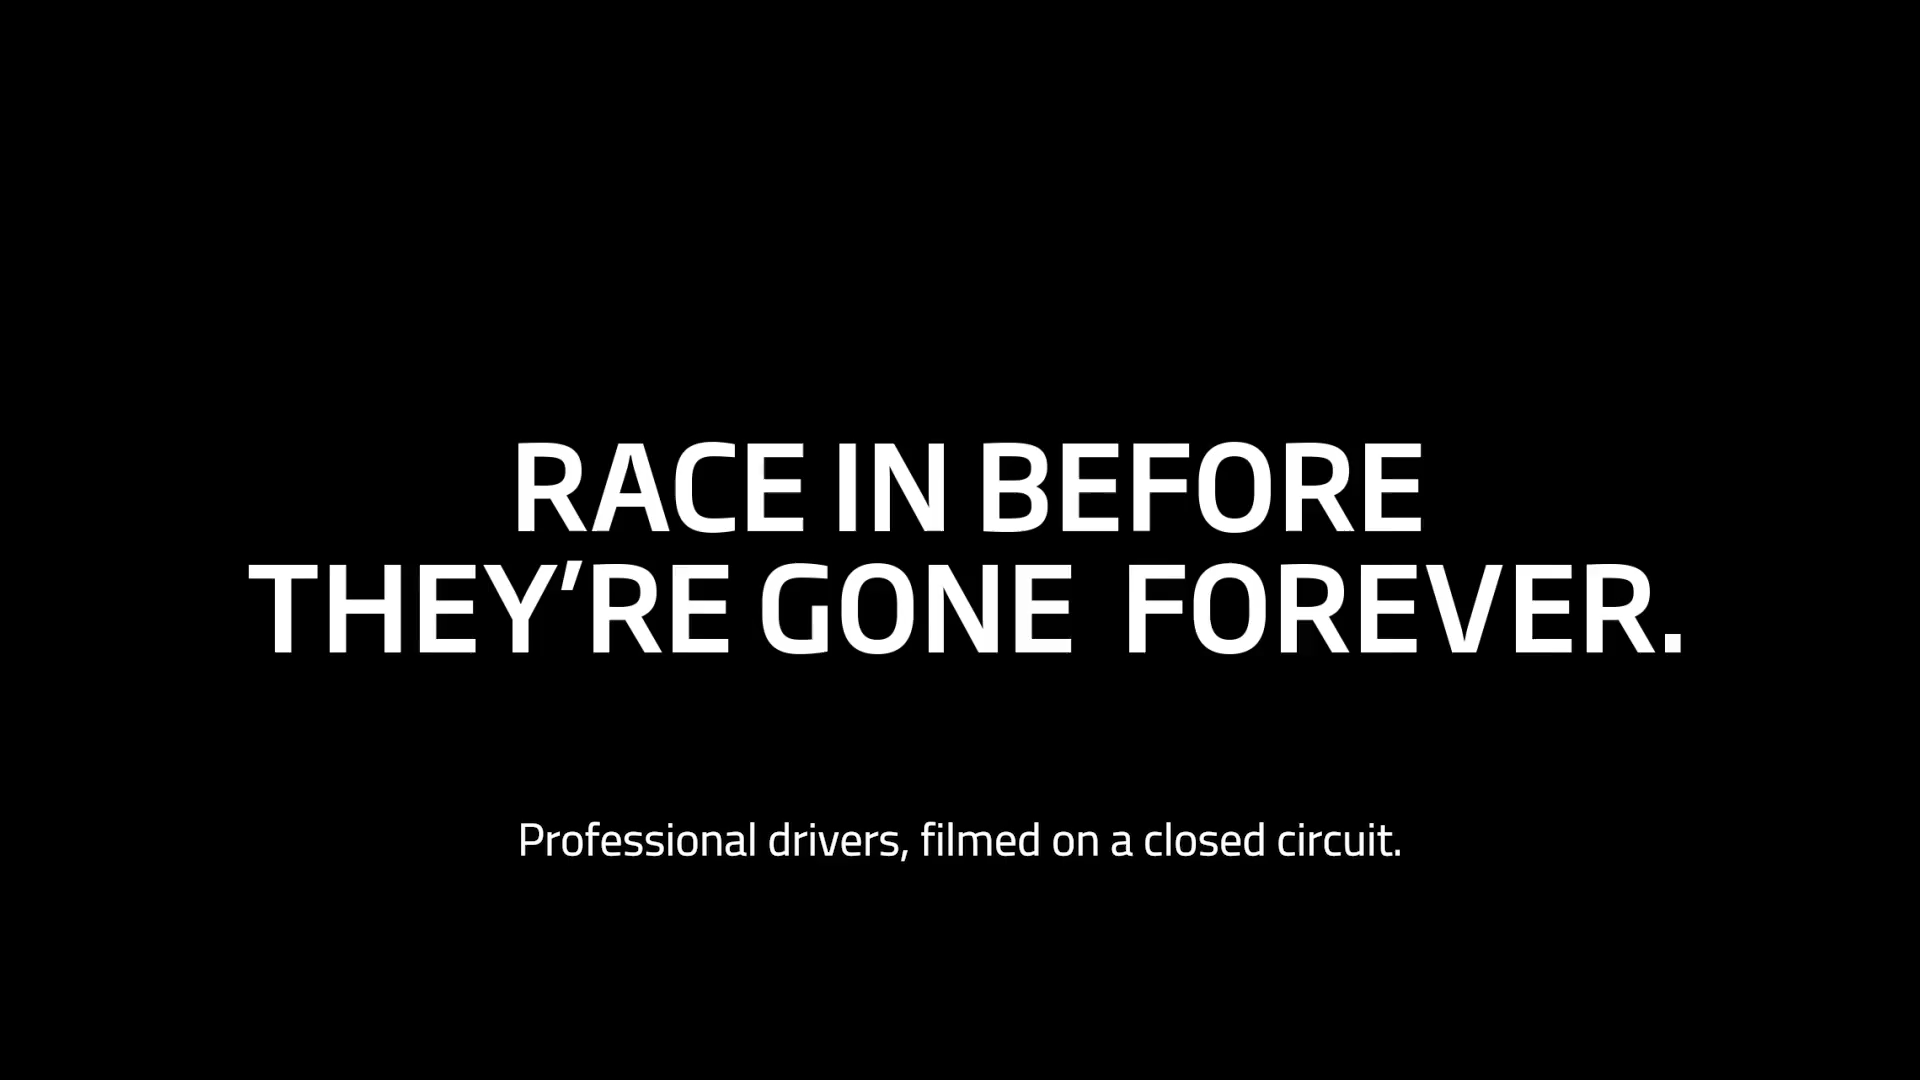 RACE IN BEFORE
THEY’RE GONE FOREVER.
Professional drivers, filmed on a closed circuit.